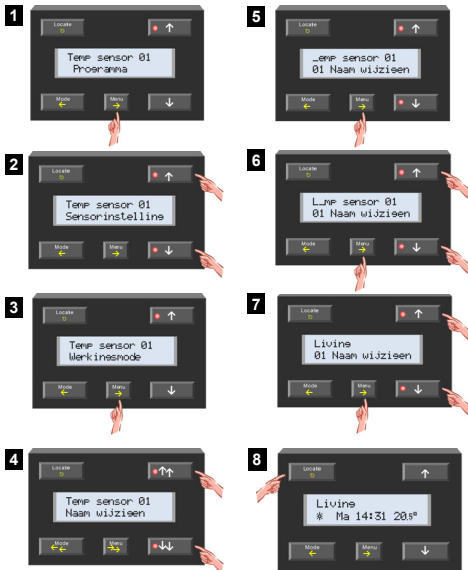 1
Locate
Temp sensor 01
Programma
Mode
Menu
2
Locate
Temp sensor 01
Sensorinstelling
Mode
Menu
3
Locate
Temp sensor 01
Werkingsmode
Mode
Menu
4
Locate
Temp sensor 01
Naam wijzigen
Mode
Menu
5
Locate
_emp sensor 01
01 Naam wijzigen
Mode
Menu
6
Locate
L_mp sensor 01
01 Naam wijzigen
Mode
Menu
7
Locate
Living
01 Naam wijzigen
Mode
Menu
8
Locate
Living
Ma 14:31 20.5°
Mode
Menu